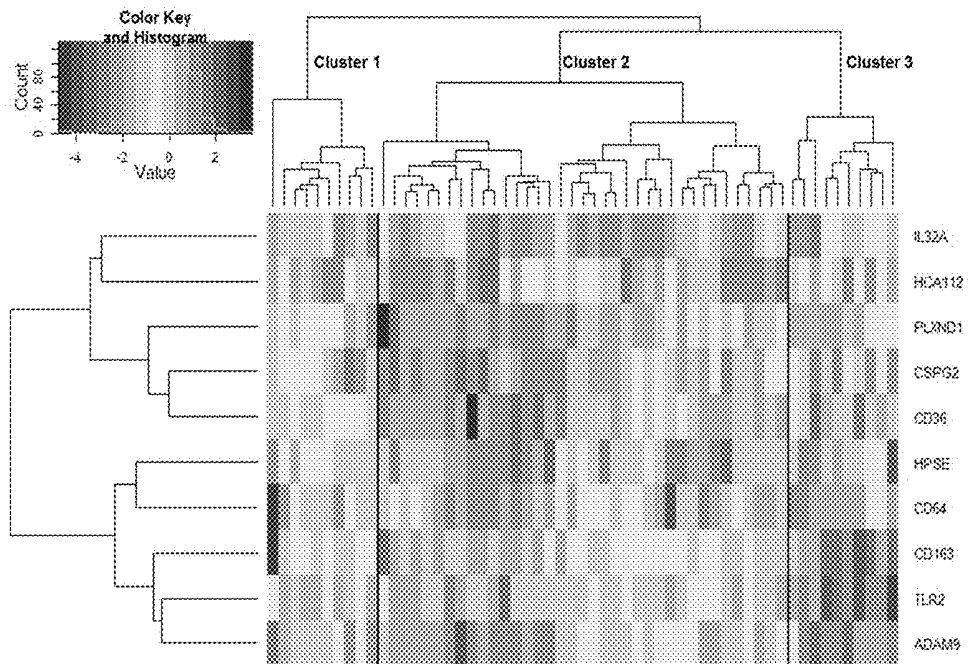 Color Key
and Histogram
Count
0 40 80
-4 -2 0 2
Value
Cluster 1
Cluster 2
Cluster 3
IL32A
HCA112
PLXND1
CSPG2
CD36
HPSE
CD64
CD163
TLR2
ADAM9